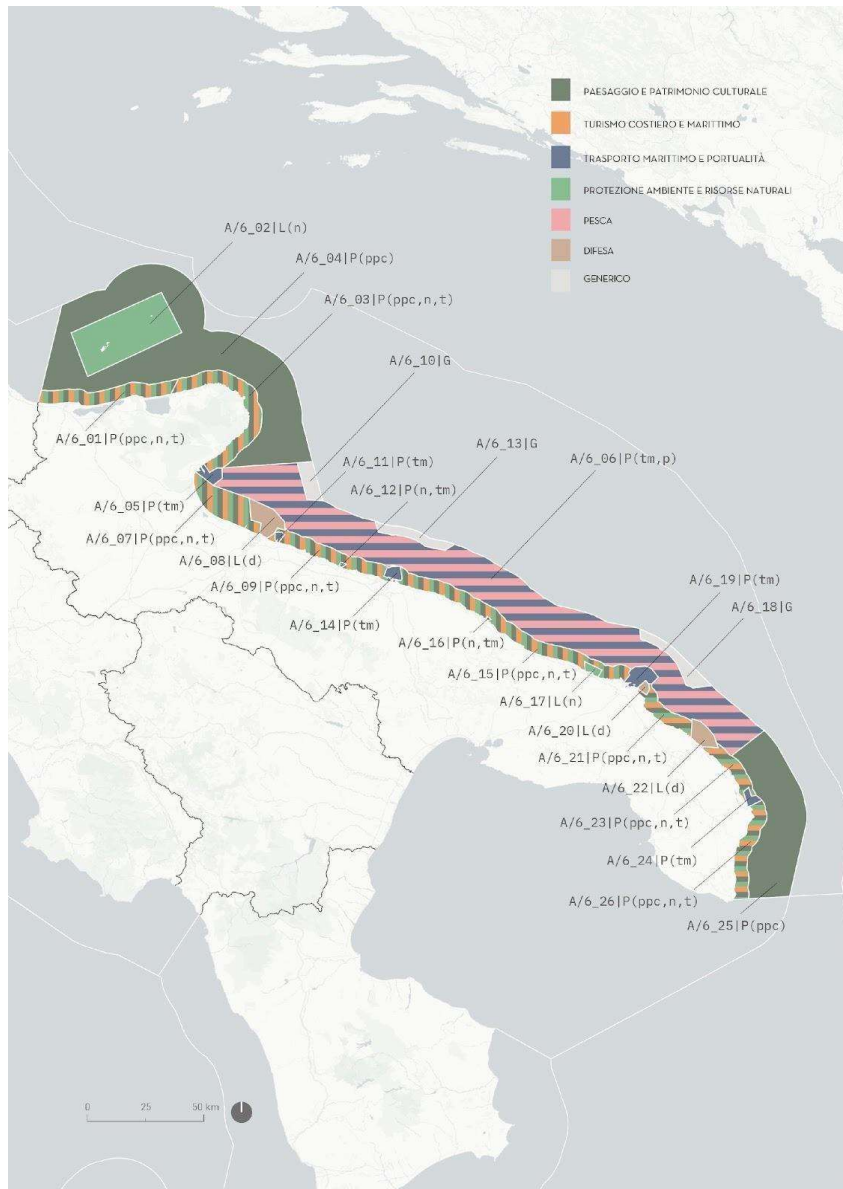 PAESAGGIO E PATRIMONIO CULTURALE
TURISMO COSTIERO E MARITTIMO
TRASPORTO MARITTIMO E PORTUALITÀ
PROTEZIONE AMBIENTE E RISORSE NATURALI
PESCA
DIFESA
GENERICO
A/6_02|L(n)
A/6_04|P(ppc)
A/6_03|P(ppc,n,t)
A/6_10|G
A/6_13|G
A/6_01|P(ppc,n,t)
A/6_11|P(tm)
A/6_06|P(tm,p)
A/6_12|P(n,tm)
A/6_05|P(tm)
A/6_07|P(ppc,n,t)
A/6_08|L(d)
A/6_19|P(tm)
A/6_09|P(ppc,n,t)
A/6_18|G
A/6_14|P(tm)
A/6_16|P(n,tm)
A/6_15|P(ppc,n,t)
A/6_17|L(n)
A/6_20|L(d)
A/6_21|P(ppc,n,t)
A/6_22|L(d)
A/6_23|P(ppc,n,t)
A/6_24|P(tm)
A/6_26|P(ppc,n,t)
A/6_25|P(ppc)
0 25 50 km